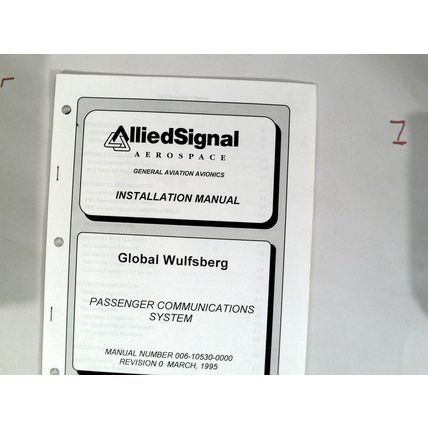 AlliedSignal
AEROSPACE
GENERAL AVIATION AVIONICS
INSTALLATION MANUAL
Global Wulfsberg
PASSENGER COMMUNICATIONS
SYSTEM
MANUAL NUMBER 006-10530-0000
REVISION 0 MARCH, 1995